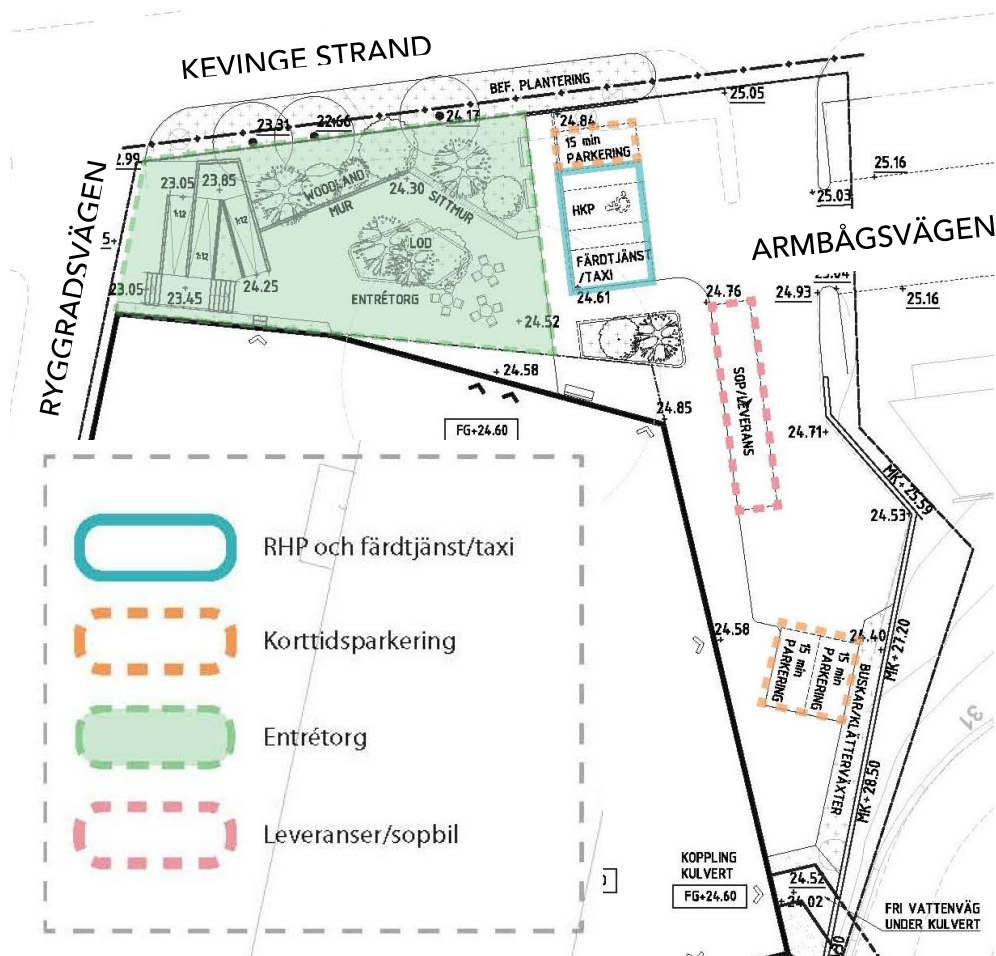 KEVINGE STRAND
BEF. PLANTERING
25.05
23.31
22.66
24.17
24.84
15 min
PARKERING
2.99
23.05
23.85
WOODLAND
MUR
24.30
SITTMUR
25.16
25.03
RYGGRADSVÄGEN
1:12
1:12
1:12
HKP
ARMBÅGSVÄGEN
5
LOD
FÄRDTJÄNST
/TAXI
23.05
23.45
24.25
ENTRÉTORG
24.61
24.76
24.93
25.16
24.52
24.58
SOP/LEVERANS
24.85
FG+24.60
24.71
MK+25.59
24.53
RHP och färdtjänst/taxi
Korttidsparkering
Entrétorg
Leveranser/sopbil
24.58
24.40
15 min
PARKERING
15 min
PARKERING
MK+27.20
BUSKAR/KLÄTTERVÄXTER
31
MK+28.50
KOPPLING
KULVERT
FG+24.60
24.52
24.02
FRI VATTENVÄG
UNDER KULVERT